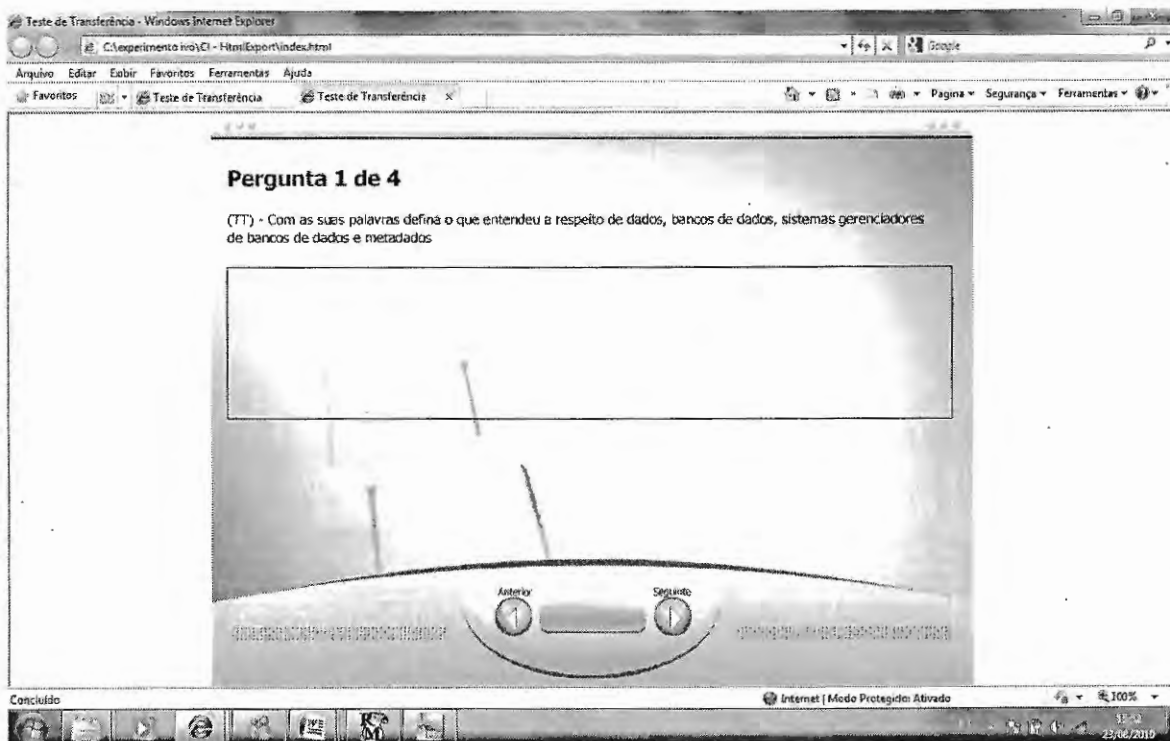 Teste de Transferência - Windows Internet Explorer
C:\experimento ivo\CI - HtmlExport\index.html
Google
Arquivo Editar Exibir Favoritos Ferramentas Ajuda
Favoritos Teste de Transferência Teste de Transferência × Pagina Segurança Ferramentas
Pergunta 1 de 4
(TT) - Com as suas palavras defina o que entendeu a respeito de dados, bancos de dados, sistemas gerenciadores
de bancos de dados e metadados
Anterior Seguinte
Concluído Internet | Modo Protegido: Ativado 100%
23/06/2010